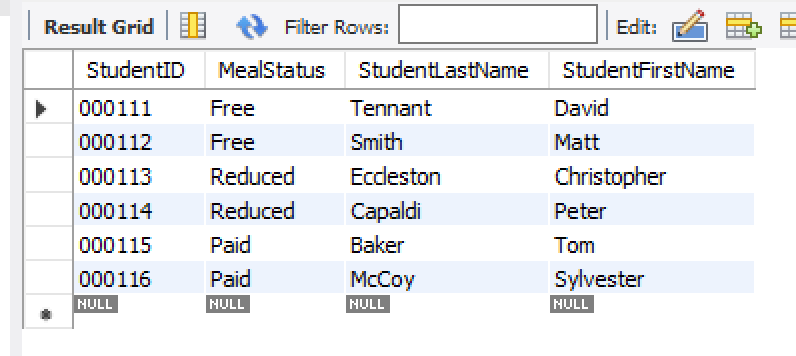 Result Grid Filter Rows: Edit:
StudentID MealStatus StudentLastName StudentFirstName
000111 Free Tennant David
000112 Free Smith Matt
000113 Reduced Eccleston Christopher
000114 Reduced Capaldi Peter
000115 Paid Baker Tom
000116 Paid McCoy Sylvester
NULL NULL NULL NULL